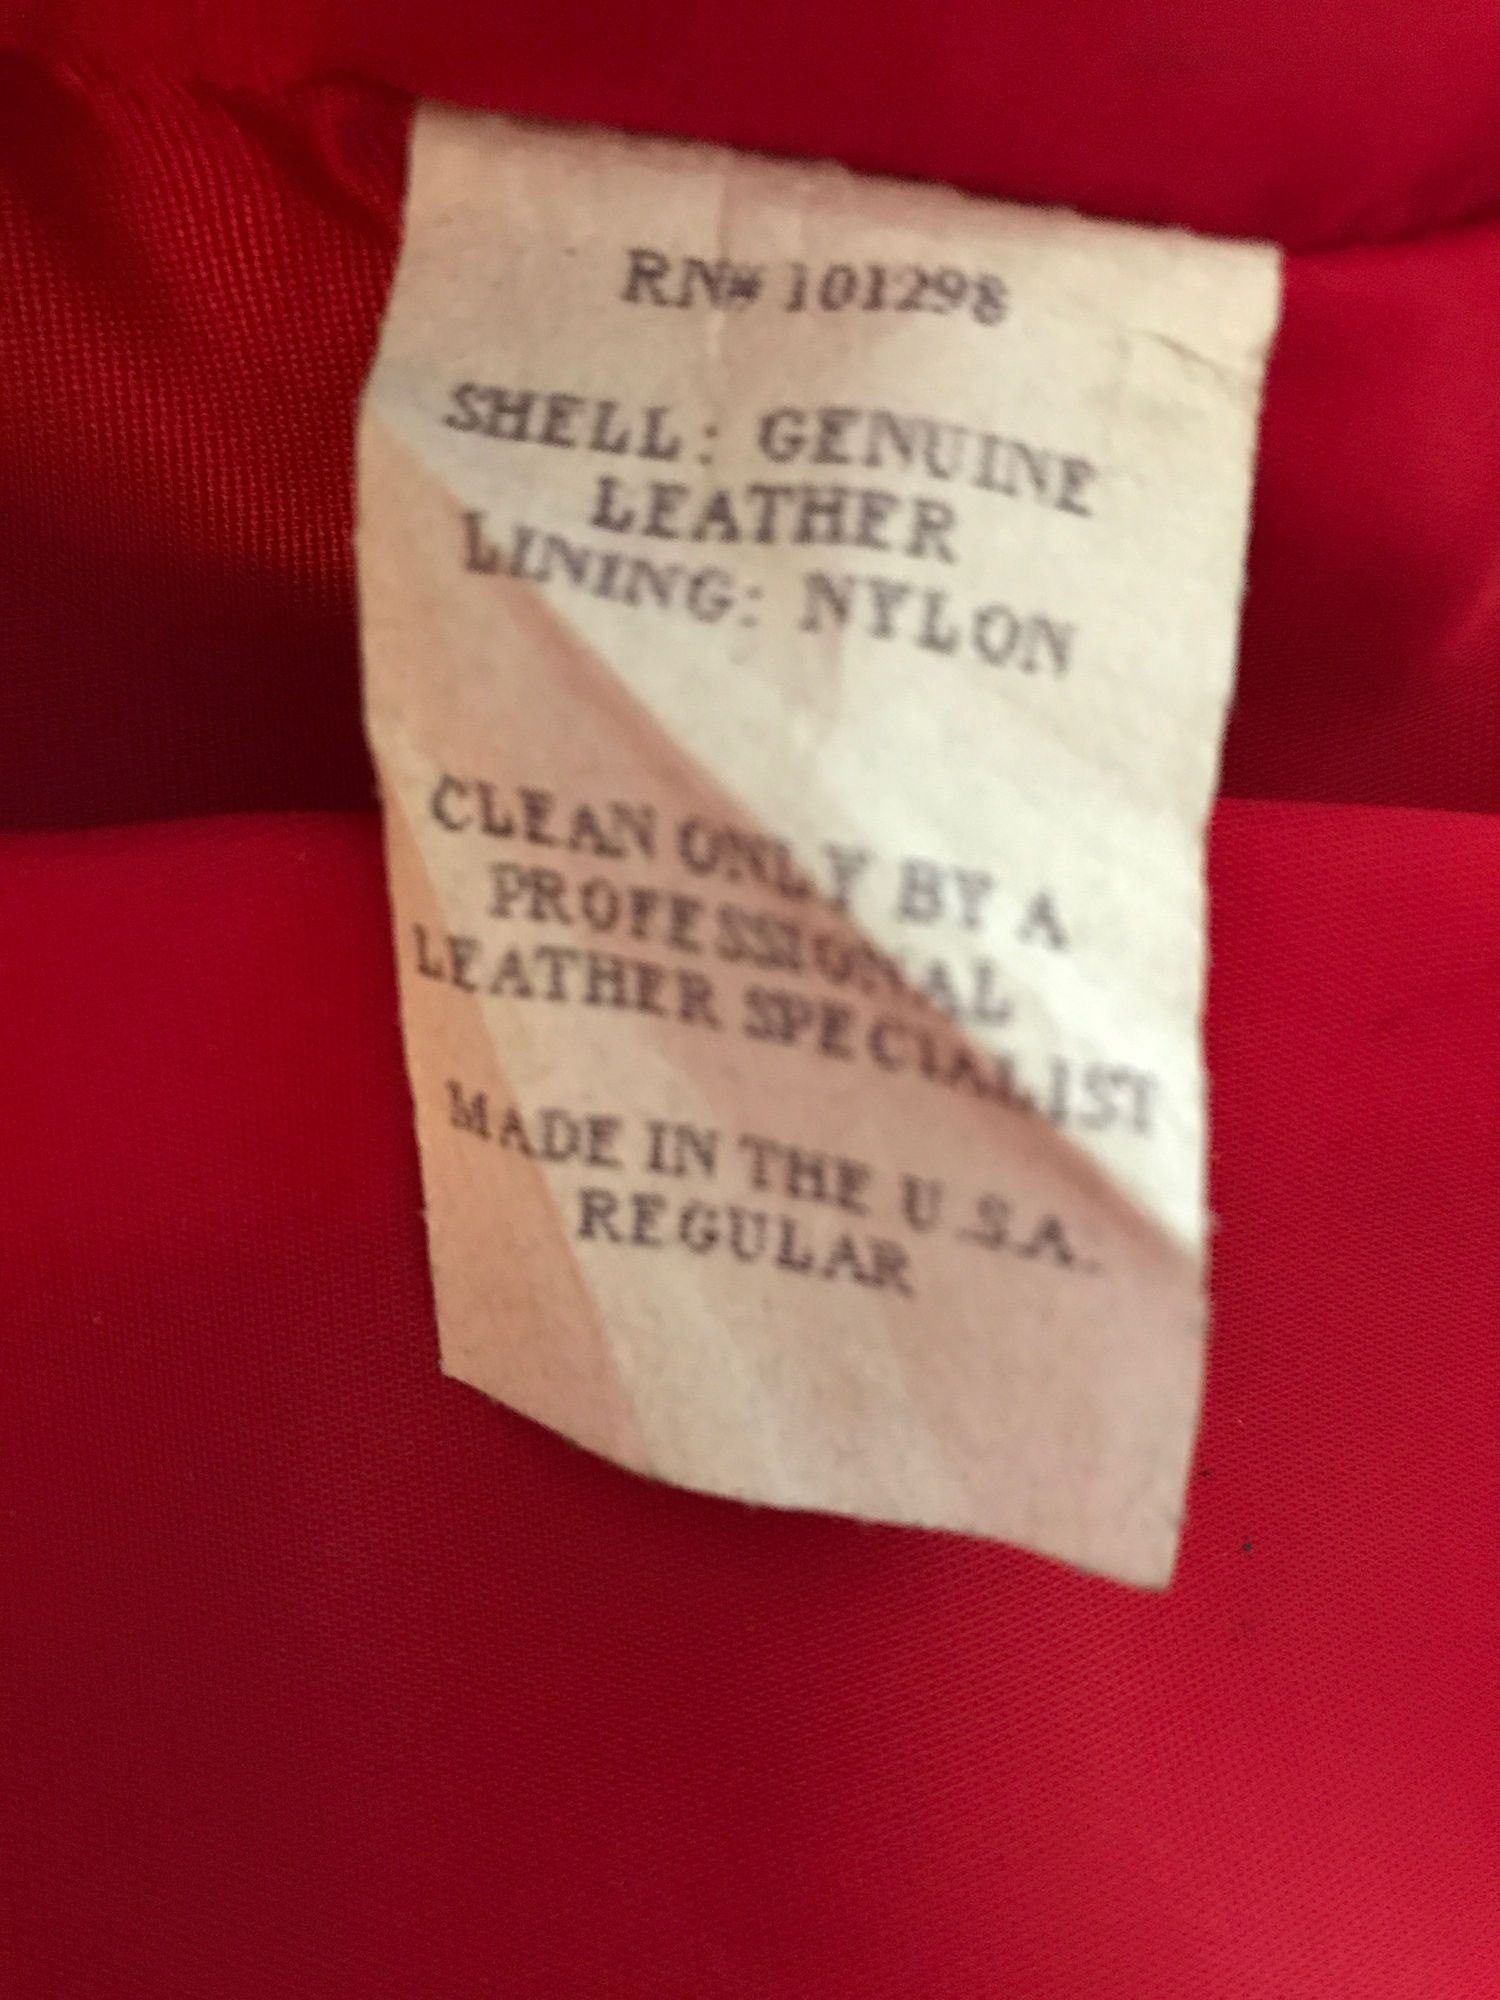 RN# 101298
SHELL: GENUINE
LEATHER
LINING: NYLON
CLEAN ONLY BY A
PROFESSIONAL
LEATHER SPECIALIST
MADE IN THE U.S.A.
REGULAR